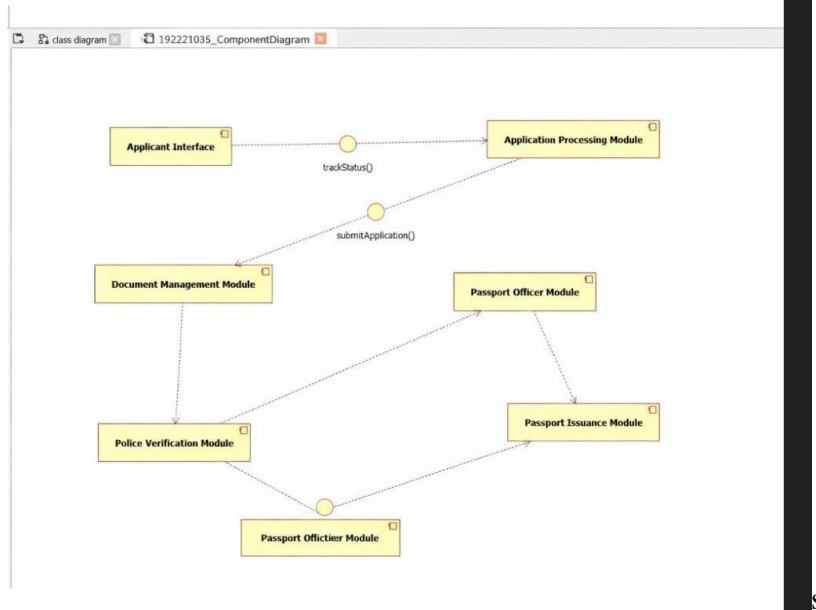 class diagram
192221035_ComponentDiagram
Applicant Interface
Application Processing Module
trackStatus()
submitApplication()
Document Management Module
Passport Officer Module
Passport Issuance Module
Police Verification Module
Passport Offictiier Module
S